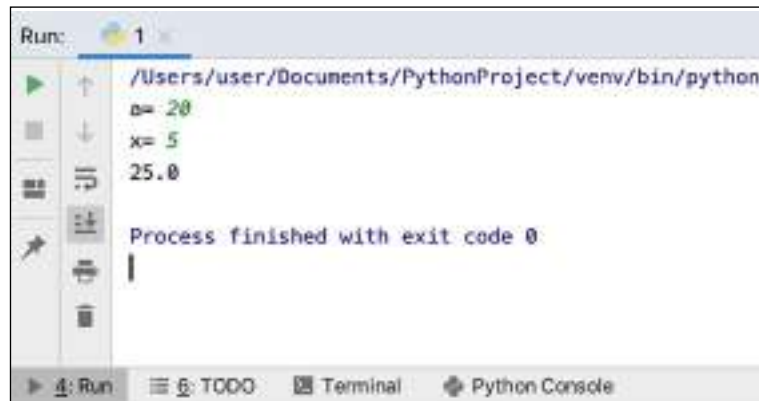 Run: 1
/Users/user/Documents/PythonProject/venv/bin/python
a= 20
x= 5
25.0
Process finished with exit code 0
4: Run 6: TODO Terminal Python Console